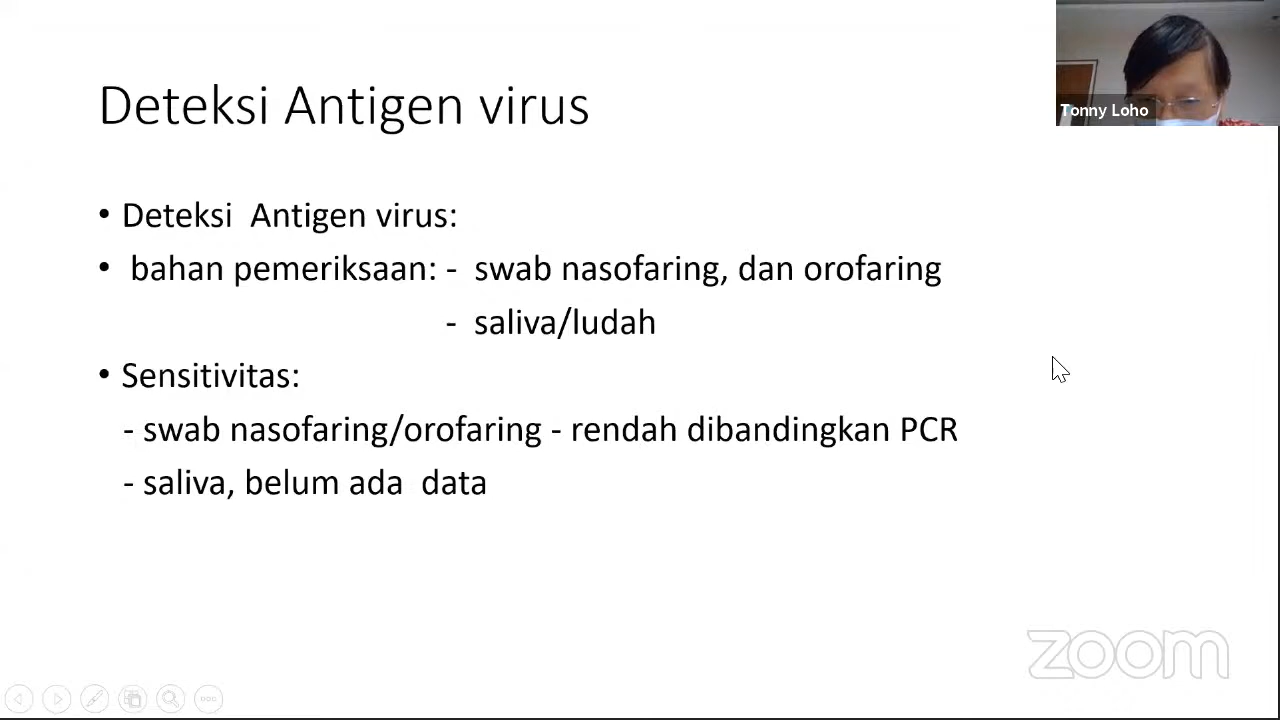 Deteksi Antigen virus
Tonny Loho
• Deteksi Antigen virus:
• bahan pemeriksaan: - swab nasofaring, dan orofaring
- saliva/ludah
• Sensitivitas:
- swab nasofaring/orofaring - rendah dibandingkan PCR
- saliva, belum ada data
zoom